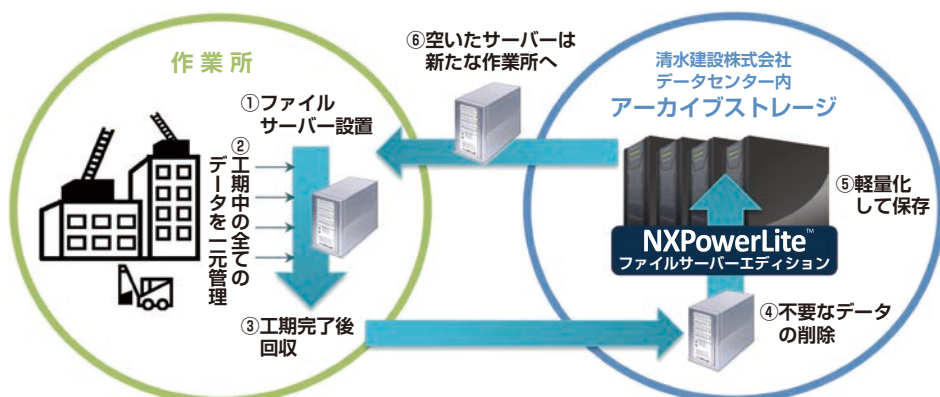 作業所
①ファイル
サーバー設置
②工期中の全ての
データを一元管理
③工期完了後
回収
⑥空いたサーバーは
新たな作業所へ
清水建設株式会社
データセンター内
アーカイブストレージ
⑤軽量化
して保存
NXPowerLite™
ファイルサーバーエディション
④不要なデータ
の削除